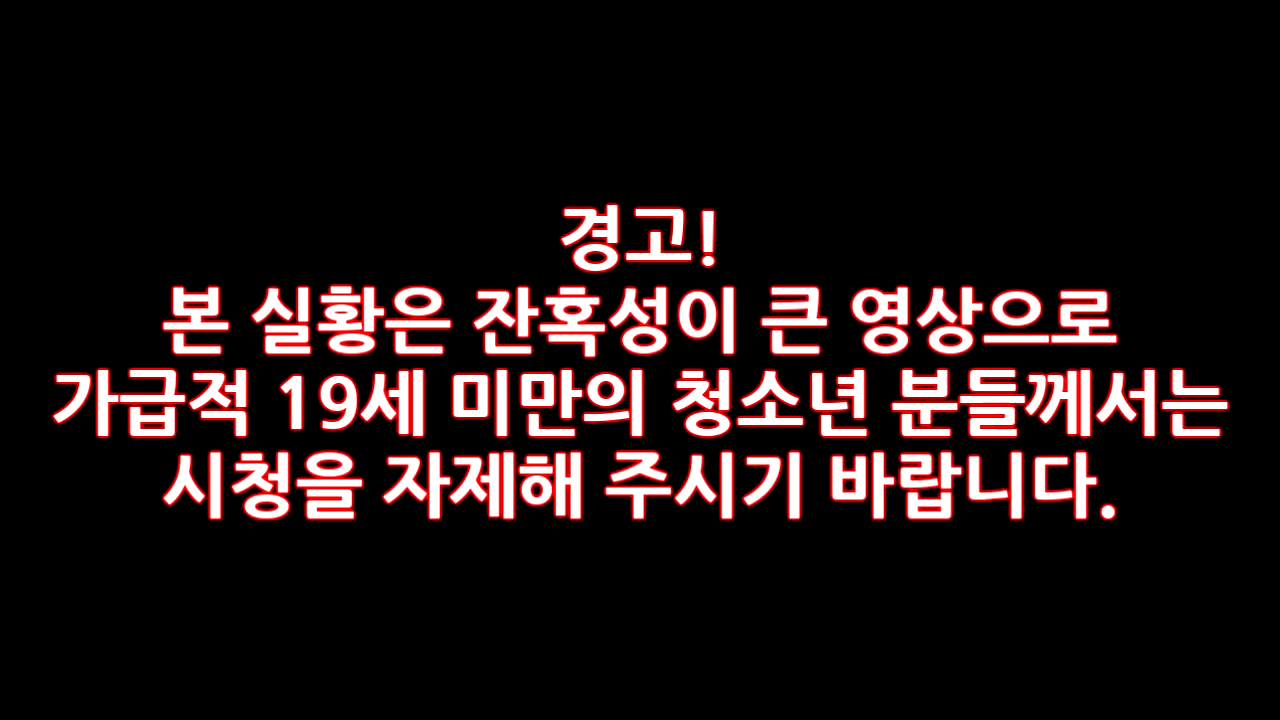 경고!
본 실황은 잔혹성이 큰 영상으로
가급적 19세 미만의 청소년 분들께서는
시청을 자제해 주시기 바랍니다.